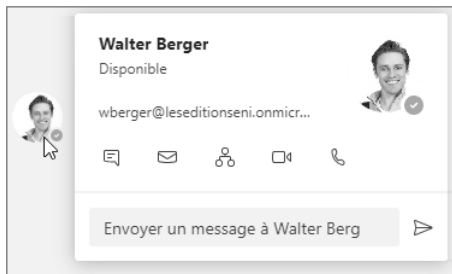 Walter Berger
Disponible
wberger@leseditionseni.onmicr...
Envoyer un message à Walter Berg